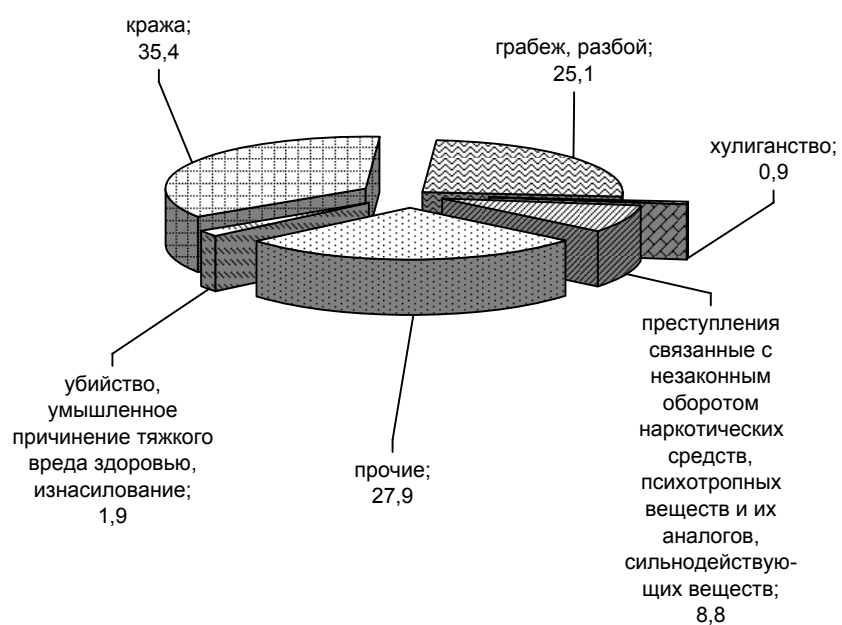 кража;
35,4
грабеж, разбой;
25,1
хулиганство;
0,9
преступления
связанные с
незаконным
оборотом
наркотических
средств,
психотропных
веществ и их
аналогов,
сильнодействую-
щих веществ;
8,8
прочие;
27,9
убийство,
умышленное
причинение тяжкого
вреда здоровью,
изнасилование;
1,9